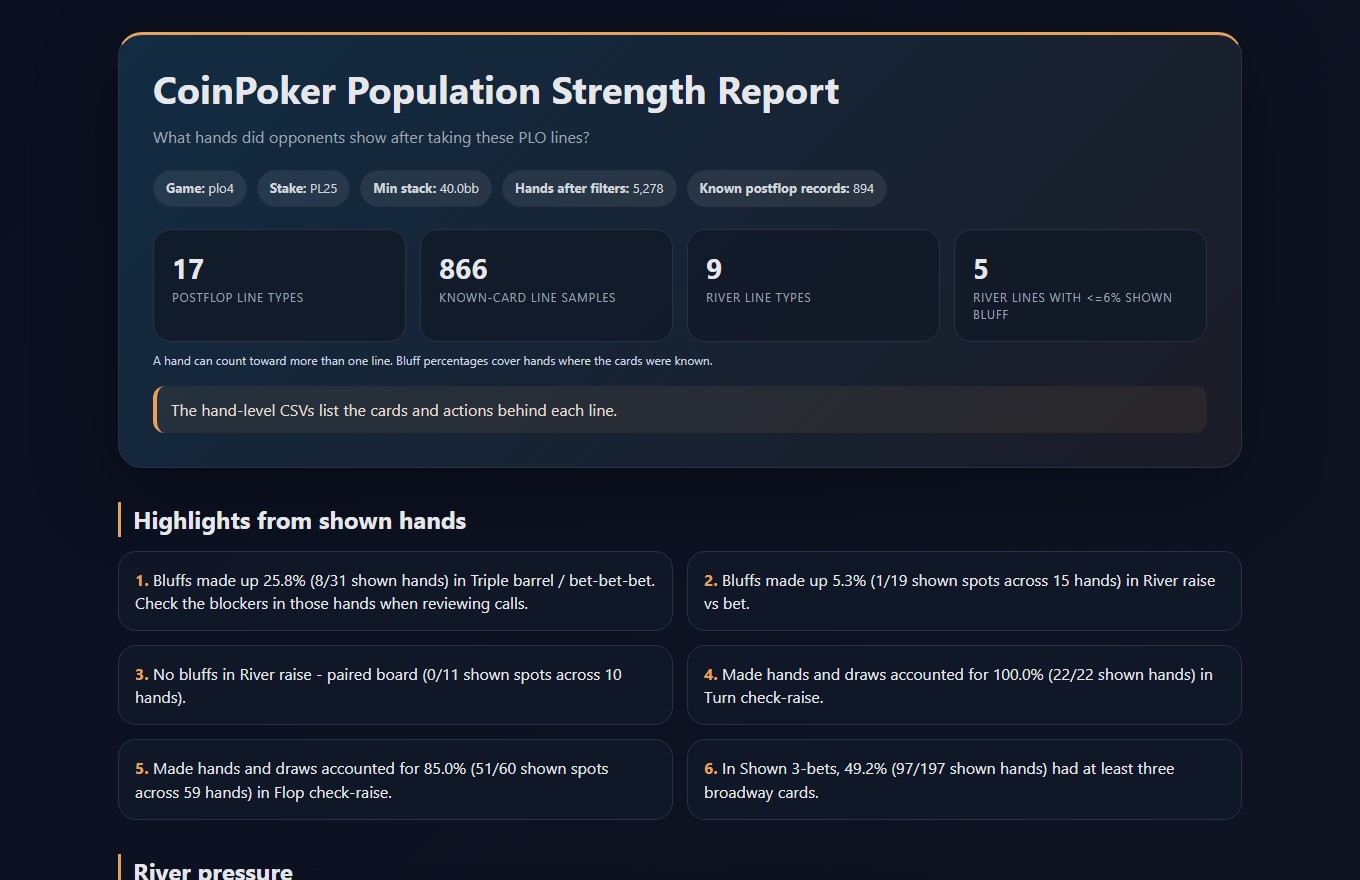 CoinPoker Population Strength Report
What hands did opponents show after taking these PLO lines?
Game: plo4
Stake: PL25
Min stack: 40.0bb
Hands after filters: 5,278
Known postflop records: 894
17
POSTFLOP LINE TYPES
866
KNOWN-CARD LINE SAMPLES
9
RIVER LINE TYPES
5
RIVER LINES WITH <=6% SHOWN
BLUFF
A hand can count toward more than one line. Bluff percentages cover hands where the cards were known.
The hand-level CSVs list the cards and actions behind each line.
Highlights from shown hands
1. Bluffs made up 25.8% (8/31 shown hands) in Triple barrel / bet-bet-bet.
Check the blockers in those hands when reviewing calls.
2. Bluffs made up 5.3% (1/19 shown spots across 15 hands) in River raise
vs bet.
3. No bluffs in River raise - paired board (0/11 shown spots across 10
hands).
4. Made hands and draws accounted for 100.0% (22/22 shown hands) in
Turn check-raise.
5. Made hands and draws accounted for 85.0% (51/60 shown spots
across 59 hands) in Flop check-raise.
6. In Shown 3-bets, 49.2% (97/197 shown hands) had at least three
broadway cards.
River pressure